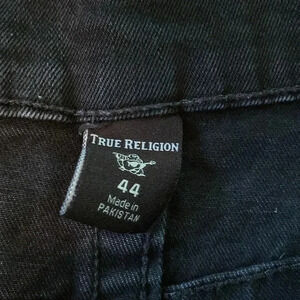 TRUE RELIGION
44
Made in
PAKISTAN